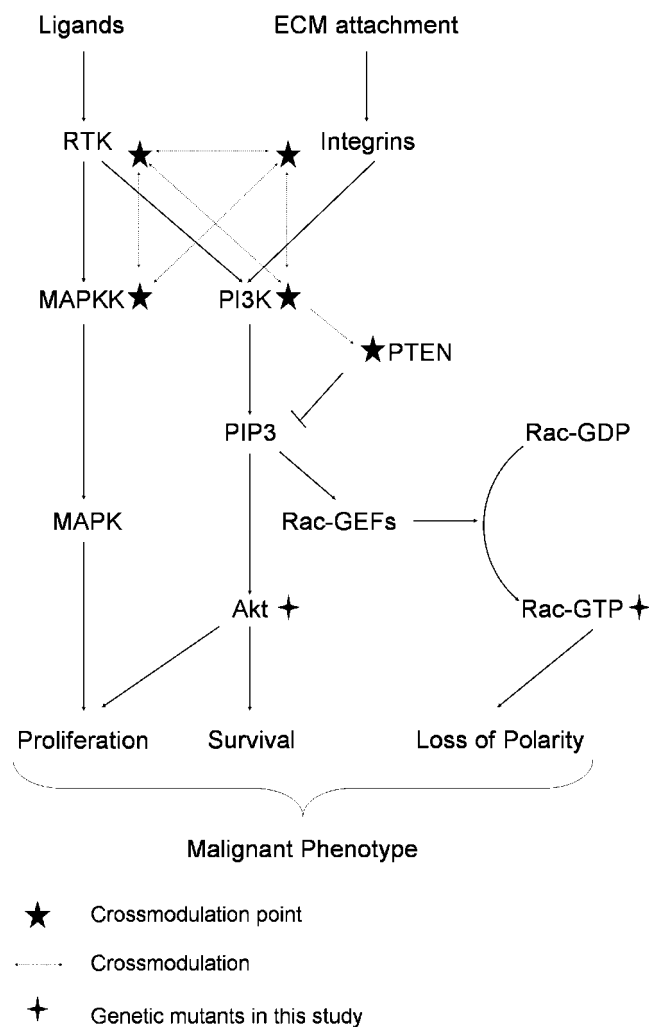 Ligands
ECM attachment
RTK
Integrins
MAPKK
PI3K
PTEN
PIP3
Rac-GDP
MAPK
Rac-GEFs
Akt
Rac-GTP
Proliferation
Survival
Loss of Polarity
Malignant Phenotype
Crossmodulation point
Crossmodulation
Genetic mutants in this study